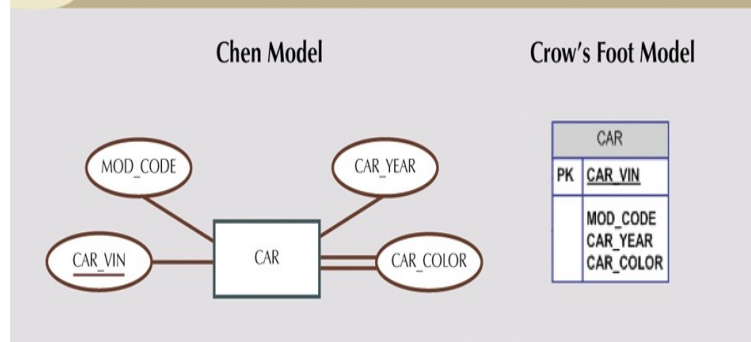 Chen Model
Crow's Foot Model
MOD_CODE
CAR_YEAR
CAR_VIN
CAR
CAR_COLOR
CAR
PK CAR_VIN
MOD_CODE
CAR_YEAR
CAR_COLOR